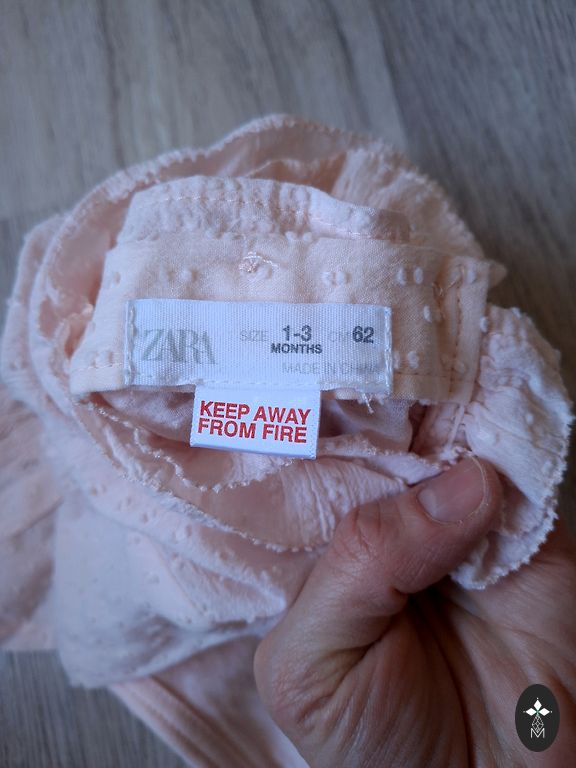 ZARA SIZE 1-3 MONTHS CM 62
MADE IN CHINA
KEEP AWAY
FROM FIRE
M